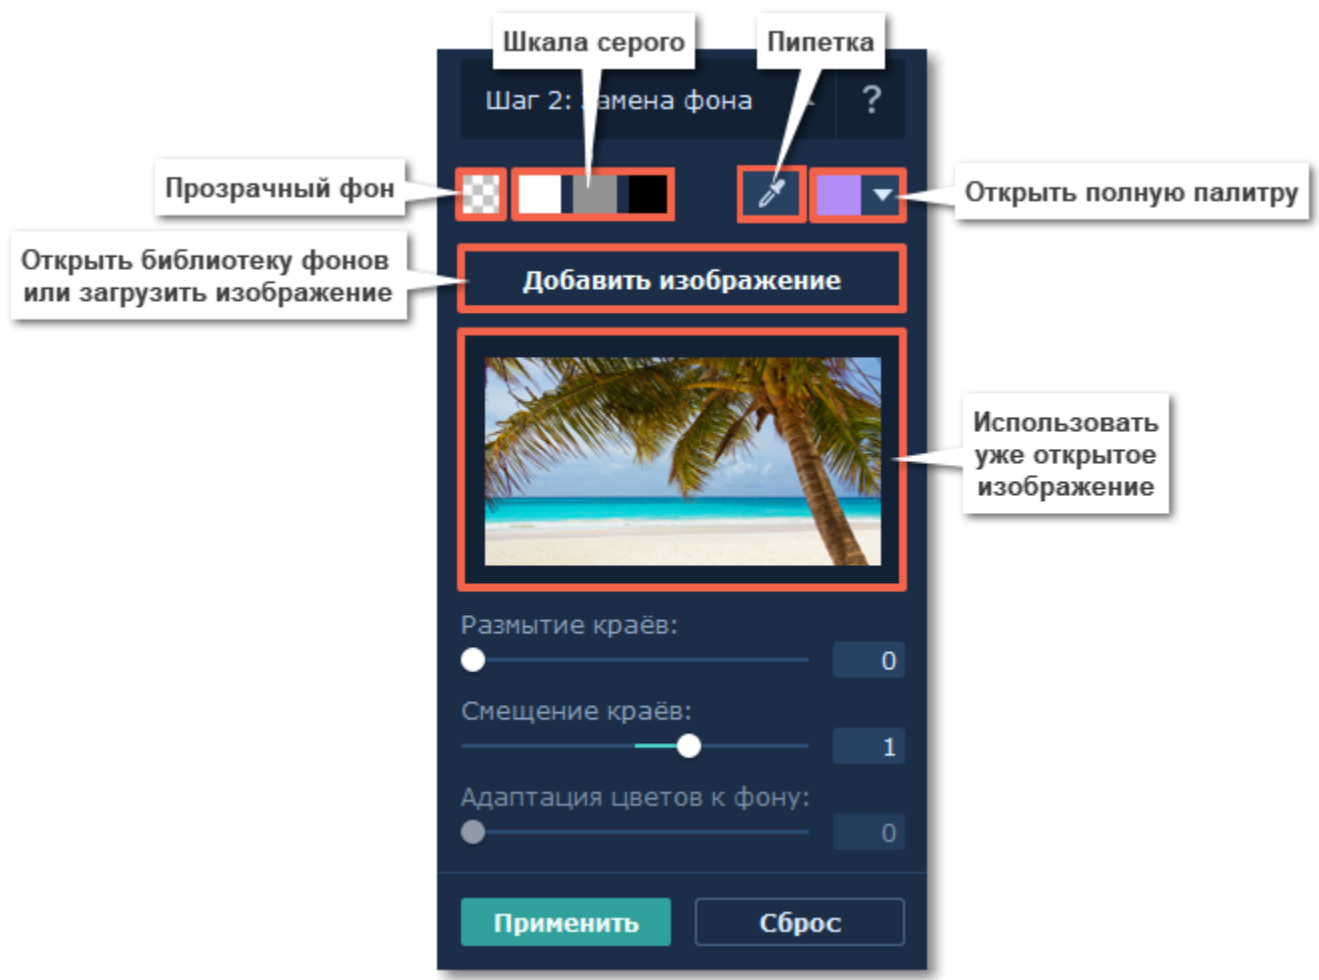 Шкала серого
Пипетка
Шаг 2: Замена фона
?
Прозрачный фон
Открыть полную палитру
Открыть библиотеку фонов
или загрузить изображение
Добавить изображение
Использовать
уже открытое
изображение
Размытие краёв:
0
Смещение краёв:
1
Адаптация цветов к фону:
0
Применить
Сброс